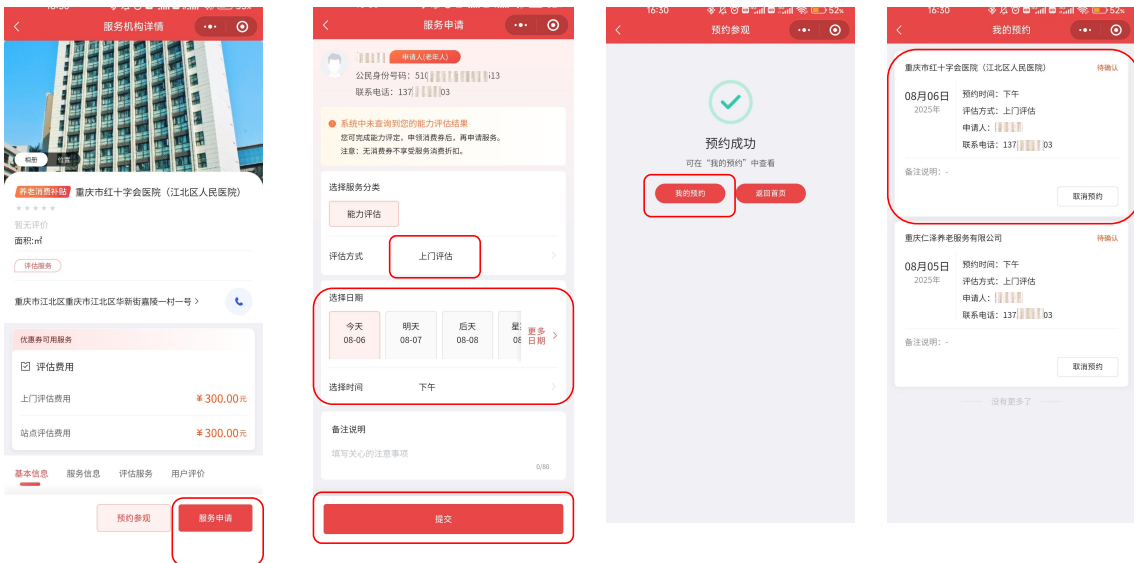 服务机构详情
相册
位置
养老消费补贴 重庆市红十字会医院（江北区人民医院）
暂无评价
面积:㎡
评估服务
重庆市江北区重庆市江北区华新街嘉陵一村一号 >
优惠券可用服务
评估费用
上门评估费用 ¥300.00元
站点评估费用 ¥300.00元
基本信息 服务信息 评估服务 用户评价
预约参观 服务申请
服务申请
申请人(老年人)
公民身份号码：510 13
联系电话：137 03
系统中未查询到您的能力评估结果
您可完成能力评定，申领消费券后，再申请服务。
注意：无消费券不享受服务消费折扣。
选择服务分类
能力评估
评估方式 上门评估
选择日期
今天 明天 后天
08-06 08-07 08-08
更多
日期
选择时间 下午
备注说明
填写关心的注意事项
0/80
提交
16:30 52%
预约参观
预约成功
可在“我的预约”中查看
我的预约 返回首页
16:30 52%
我的预约
重庆市红十字会医院（江北区人民医院） 待确认
08月06日
2025年
预约时间：下午
评估方式：上门评估
申请人：
联系电话：137 03
备注说明：-
取消预约
重庆仁泽养老服务有限公司 待确认
08月05日
2025年
预约时间：下午
评估方式：上门评估
申请人：
联系电话：137 03
备注说明：-
取消预约
没有更多了